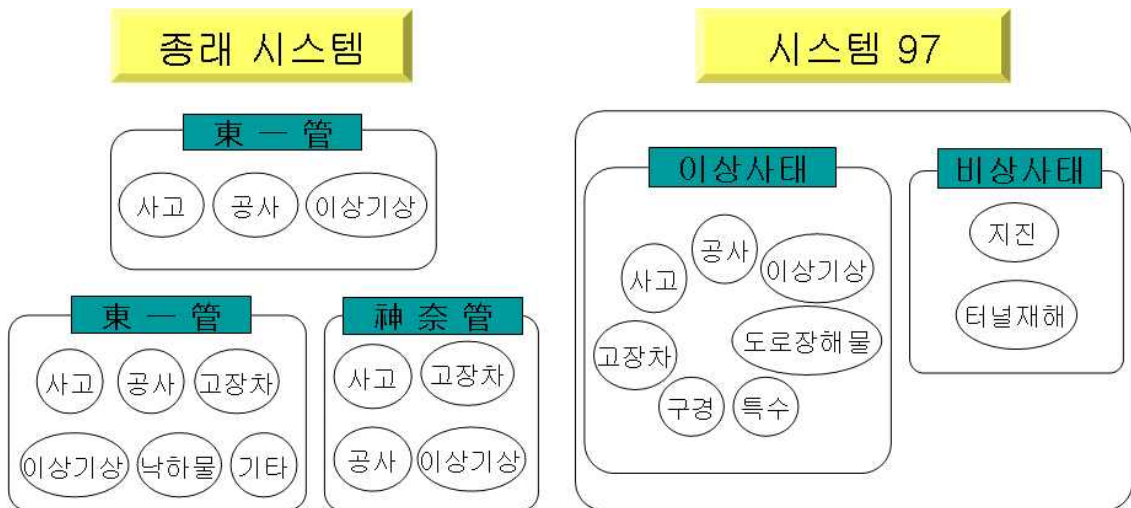 종래 시스템
東 一 管
사고 공사 이상기상
東 一 管
사고 공사 고장차
이상기상 낙하물 기타
神 奈 管
사고 고장차
공사 이상기상
시스템 97
이상사태
공사
사고 이상기상
고장차 도로장해물
구경 특수
비상사태
지진
터널재해